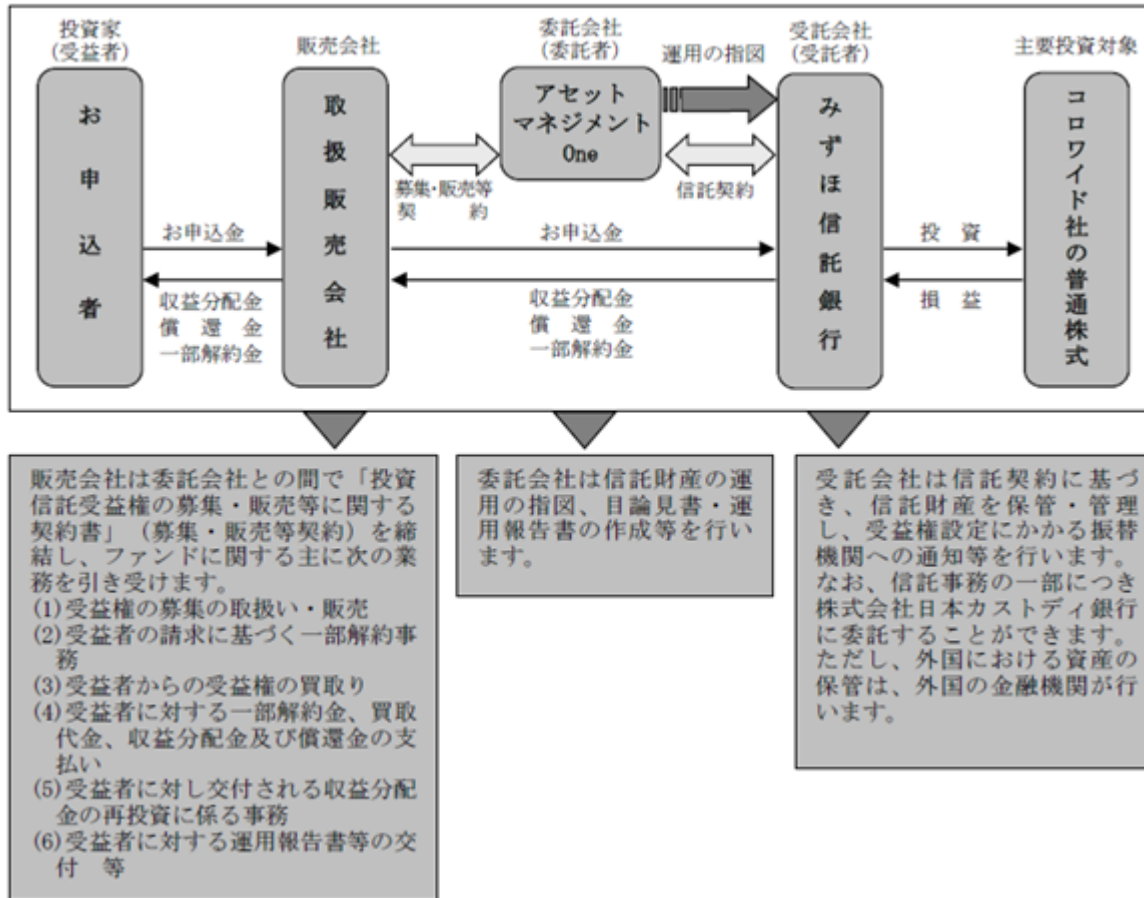 投資家
(受益者)
お申込者
販売会社
取扱販売会社
委託会社
(委託者)
アセット
マネジメント
One
運用の指図
受託会社
(受託者)
みずほ信託銀行
主要投資対象
コロワイド社の普通株式
募集・販売等
契　約
信託契約
お申込金
お申込金
投　資
収益分配金
償　還　金
一部解約金
収益分配金
償　還　金
一部解約金
損　益
販売会社は委託会社との間で「投資
信託受益権の募集・販売等に関する
契約書」（募集・販売等契約）を締
結し、ファンドに関する主に次の業
務を引き受けます。
(1)受益権の募集の取扱い・販売
(2)受益者の請求に基づく一部解約事
務
(3)受益者からの受益権の買取り
(4)受益者に対する一部解約金、買取
代金、収益分配金及び償還金の支
払い
(5)受益者に対し交付される収益分配
金の再投資に係る事務
(6)受益者に対する運用報告書等の交
付　等
委託会社は信託財産の運
用の指図、目論見書・運
用報告書の作成等を行い
ます。
受託会社は信託契約に基づ
き、信託財産を保管・管理
し、受益権設定にかかる振替
機関への通知等を行います。
なお、信託事務の一部につき
株式会社日本カストディ銀行
に委託することができます。
ただし、外国における資産の
保管は、外国の金融機関が行
います。